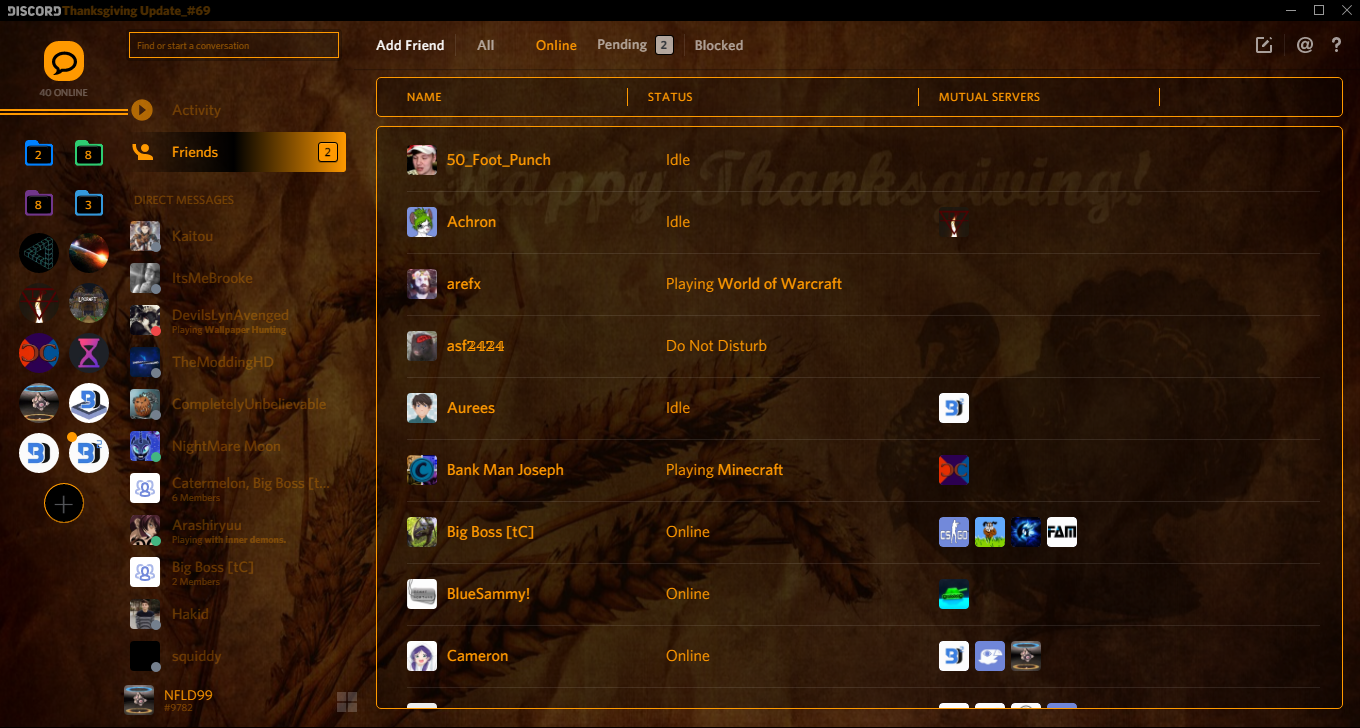 DISCORD Thanksgiving Update_#69
Find or start a conversation
Add Friend All Online Pending 2 Blocked
@ ?
40 ONLINE
NAME STATUS MUTUAL SERVERS
Activity
Friends 2
2 8
8 3
DIRECT MESSAGES
Kaitou
ItsMeBrooke
DevilsLynAvenged
Playing Wallpaper Hunting
TheModdingHD
CompletelyUnbelievable
NightMare Moon
Catermelon, Big Boss [t...
6 Members
Arashiryuu
Playing with inner demons.
Big Boss [tC]
2 Members
Hakid
squiddy
NFLD99
#9782
Happy Thanksgiving!
50_Foot_Punch Idle
Achron Idle
arefx Playing World of Warcraft
asf2424 Do Not Disturb
Aurees Idle
Bank Man Joseph Playing Minecraft
Big Boss [tC] Online
CS GO
FAM
BlueSammy! Online
Cameron Online